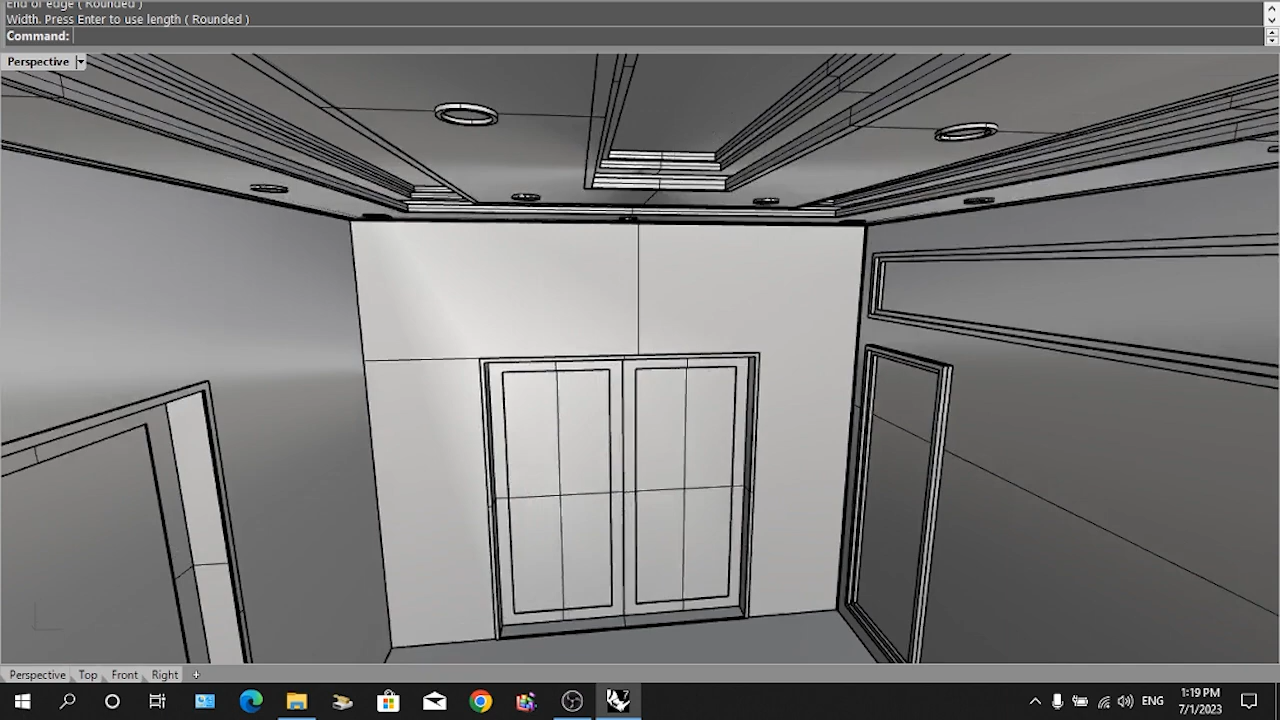 End of edge ( Rounded )
Width. Press Enter to use length ( Rounded )
Command:
Perspective
Perspective Top Front Right
7
ENG
1:19 PM
7/1/2023